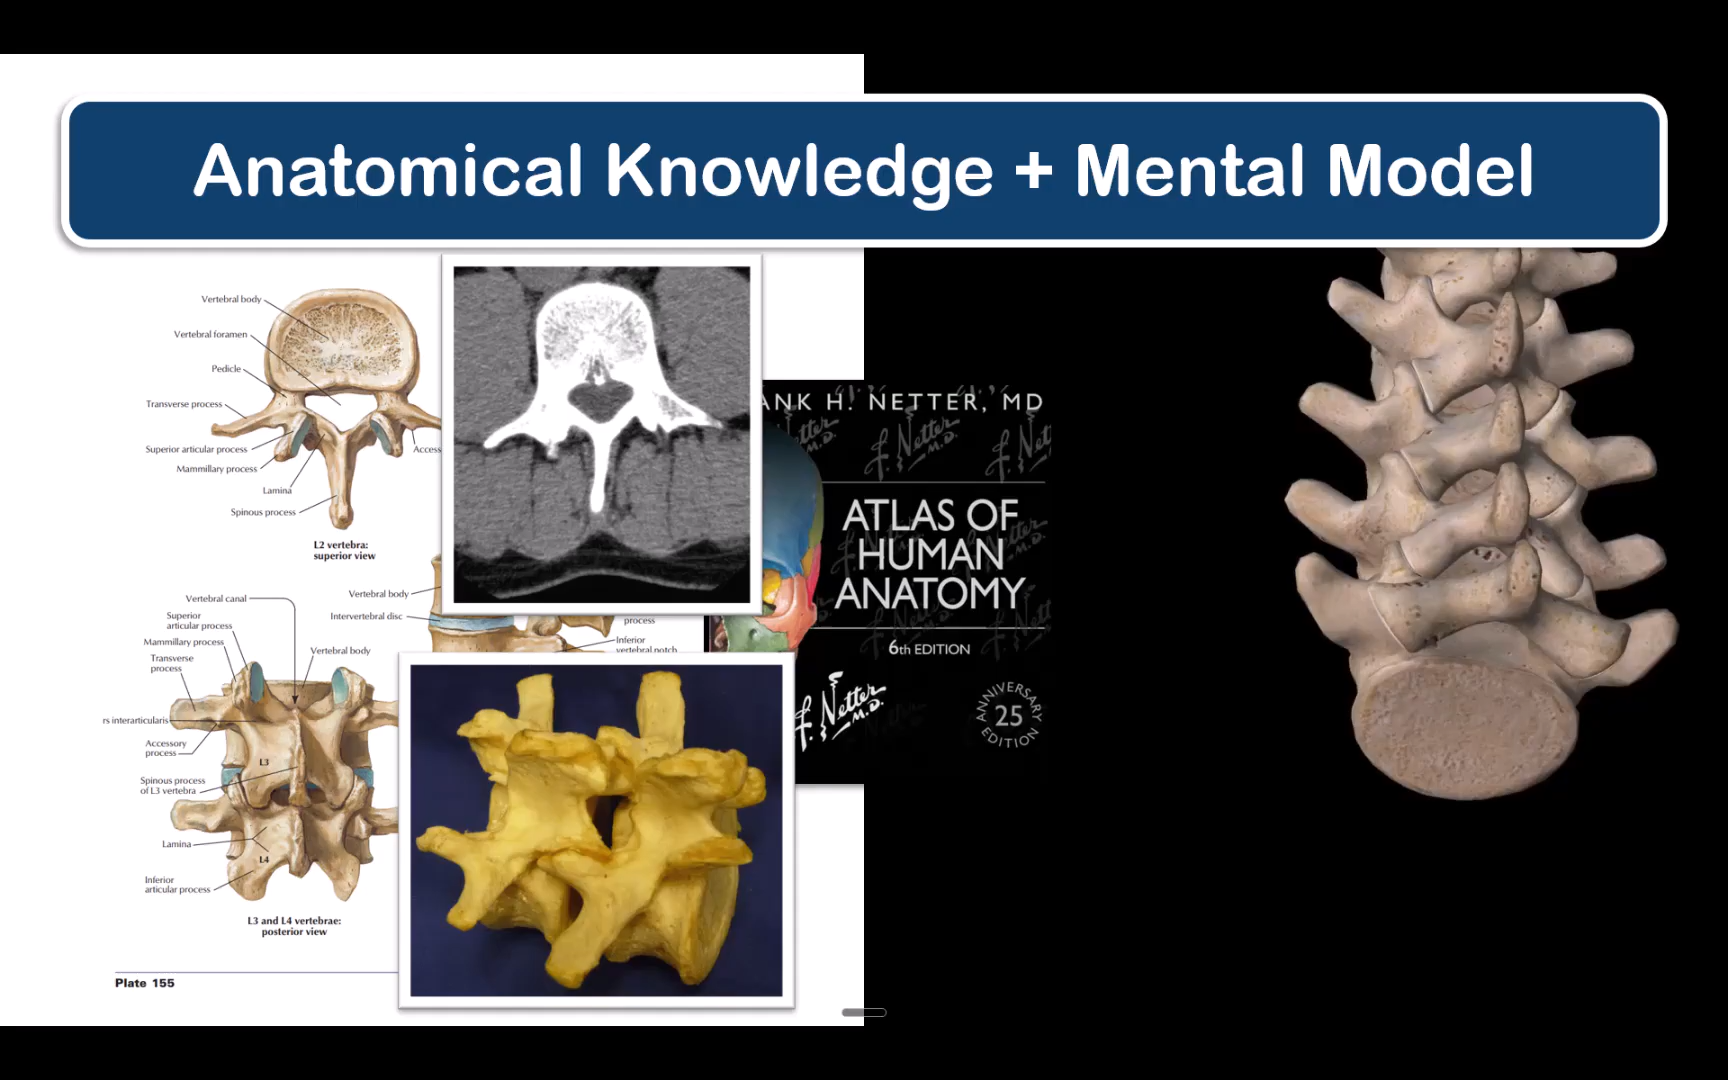 Anatomical Knowledge + Mental Model
Vertebral body
Vertebral foramen
Pedicle
Transverse process
Superior articular process
Mammillary process
Lamina
Spinous process
Access
L2 vertebra:
superior view
Vertebral canal
Superior
articular process
Mammillary process
Transverse
process
Vertebral body
rs interarticularis
Accessory
process
Spinous process
of L3 vertebra
Lamina
Inferior
articular process
L3
L4
L3 and L4 vertebrae:
posterior view
Vertebral body
Intervertebral disc
process
Inferior
vertebral notch
Plate 155
ANK H. NETTER, MD
ATLAS OF
HUMAN
ANATOMY
6th EDITION
F. Netter
M.D.
ANNIVERSARY
25
EDITION